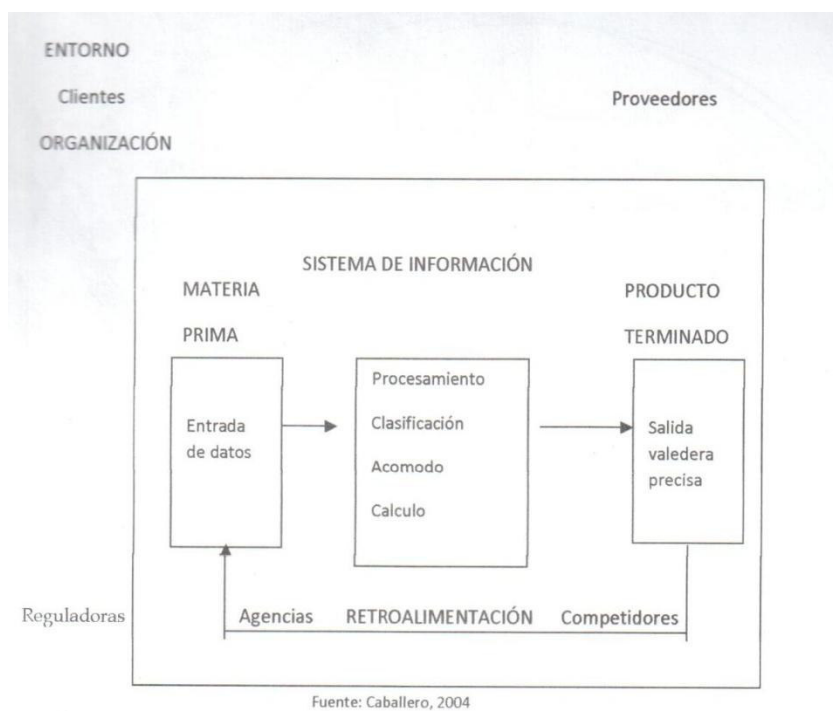 ENTORNO
Clientes Proveedores
ORGANIZACIÓN
SISTEMA DE INFORMACIÓN
MATERIA
PRIMA
PRODUCTO
TERMINADO
Entrada
de datos
Procesamiento
Clasificación
Acomodo
Calculo
Salida
valedera
precisa
Reguladoras Agencias RETROALIMENTACIÓN Competidores
Fuente: Caballero, 2004